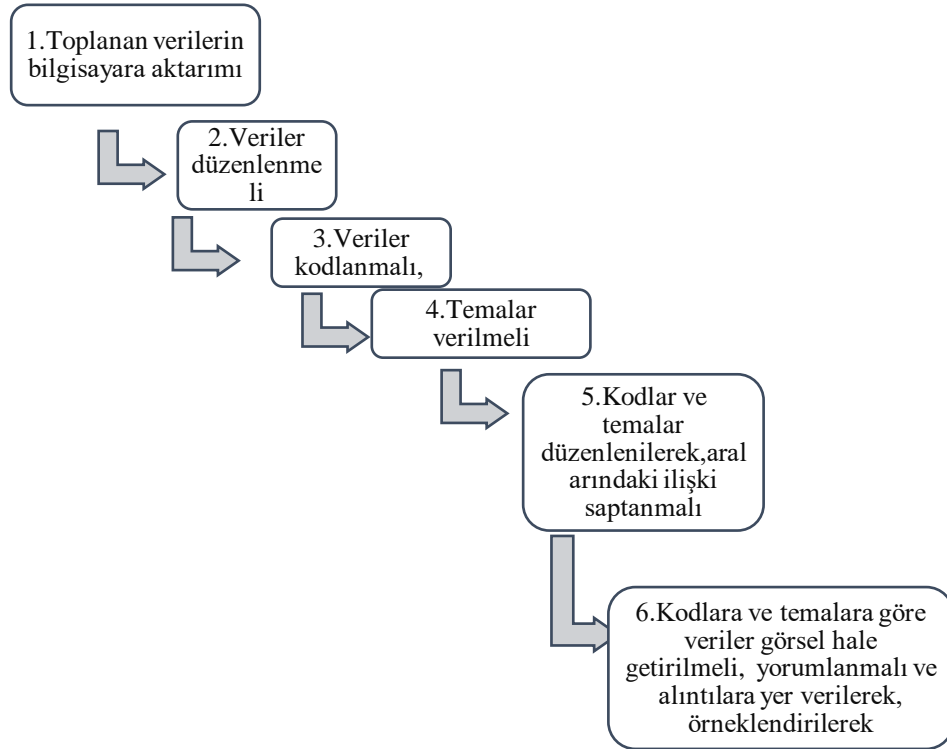 1.Toplanan verilerin
bilgisayara aktarımı
2.Veriler
düzenlenme
li
3.Veriler
kodlanmalı,
4.Temalar
verilmeli
5.Kodlar ve
temalar
düzenlenilerek,aral
arındaki ilişki
saptanmalı
6.Kodlara ve temalara göre
veriler görsel hale
getirilmeli, yorumlanmalı ve
alıntılara yer verilerek,
örneklendirilerek